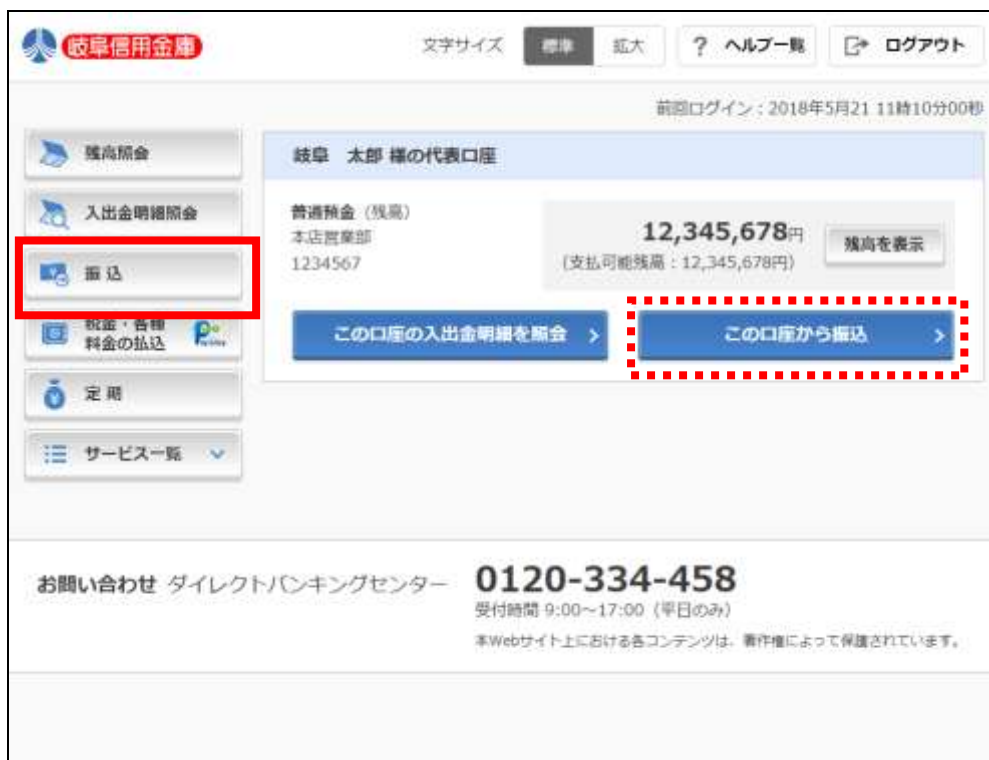 岐阜信用金庫
文字サイズ 標準 拡大 ? ヘルプ一覧 ログアウト
前回ログイン：2018年5月21 11時10分00秒
残高照会
入出金明細照会
振込
税金・各種
料金の払込
定期
サービス一覧
岐阜 太郎 様の代表口座
普通預金（残高）
本店営業部
1234567
12,345,678円
(支払可能残高：12,345,678円)
残高を表示
この口座の入出金明細を照会
この口座から振込
お問い合わせ ダイレクトバンキングセンター
0120-334-458
受付時間 9:00～17:00（平日のみ）
本Webサイト上における各コンテンツは、著作権によって保護されています。